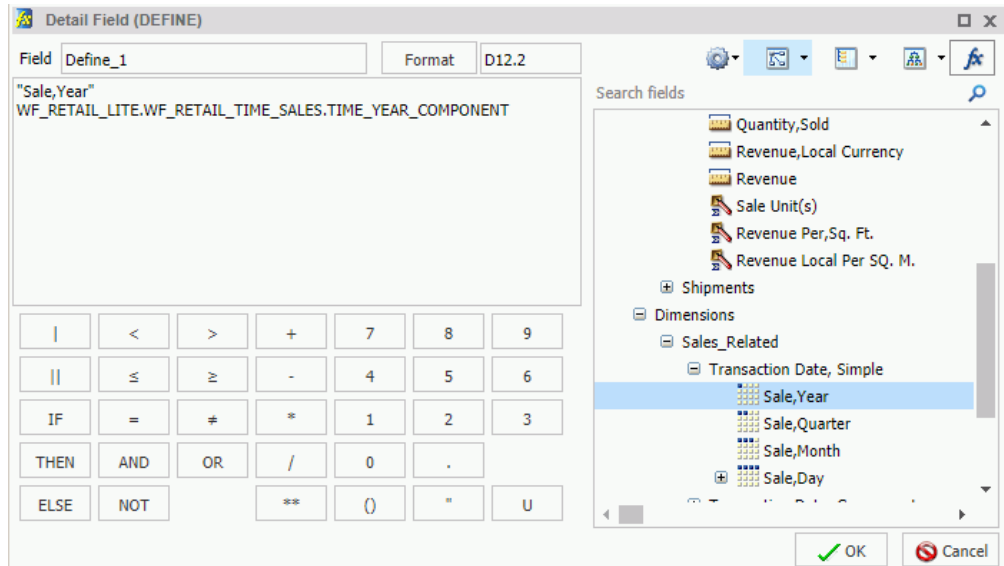 Detail Field (DEFINE)
Field Define_1 Format D12.2
"Sale,Year"
WF_RETAIL_LITE.WF_RETAIL_TIME_SALES.TIME_YEAR_COMPONENT
fx
Search fields
Quantity,Sold
Revenue,Local Currency
Revenue
Sale Unit(s)
Revenue Per,Sq. Ft.
Revenue Local Per SQ. M.
Shipments
Dimensions
Sales_Related
Transaction Date, Simple
Sale,Year
Sale,Quarter
Sale,Month
Sale,Day
| < > + 7 8 9
|| ≤ ≥ - 4 5 6
IF = ≠ * 1 2 3
THEN AND OR / 0 .
ELSE NOT ** () " U
OK Cancel